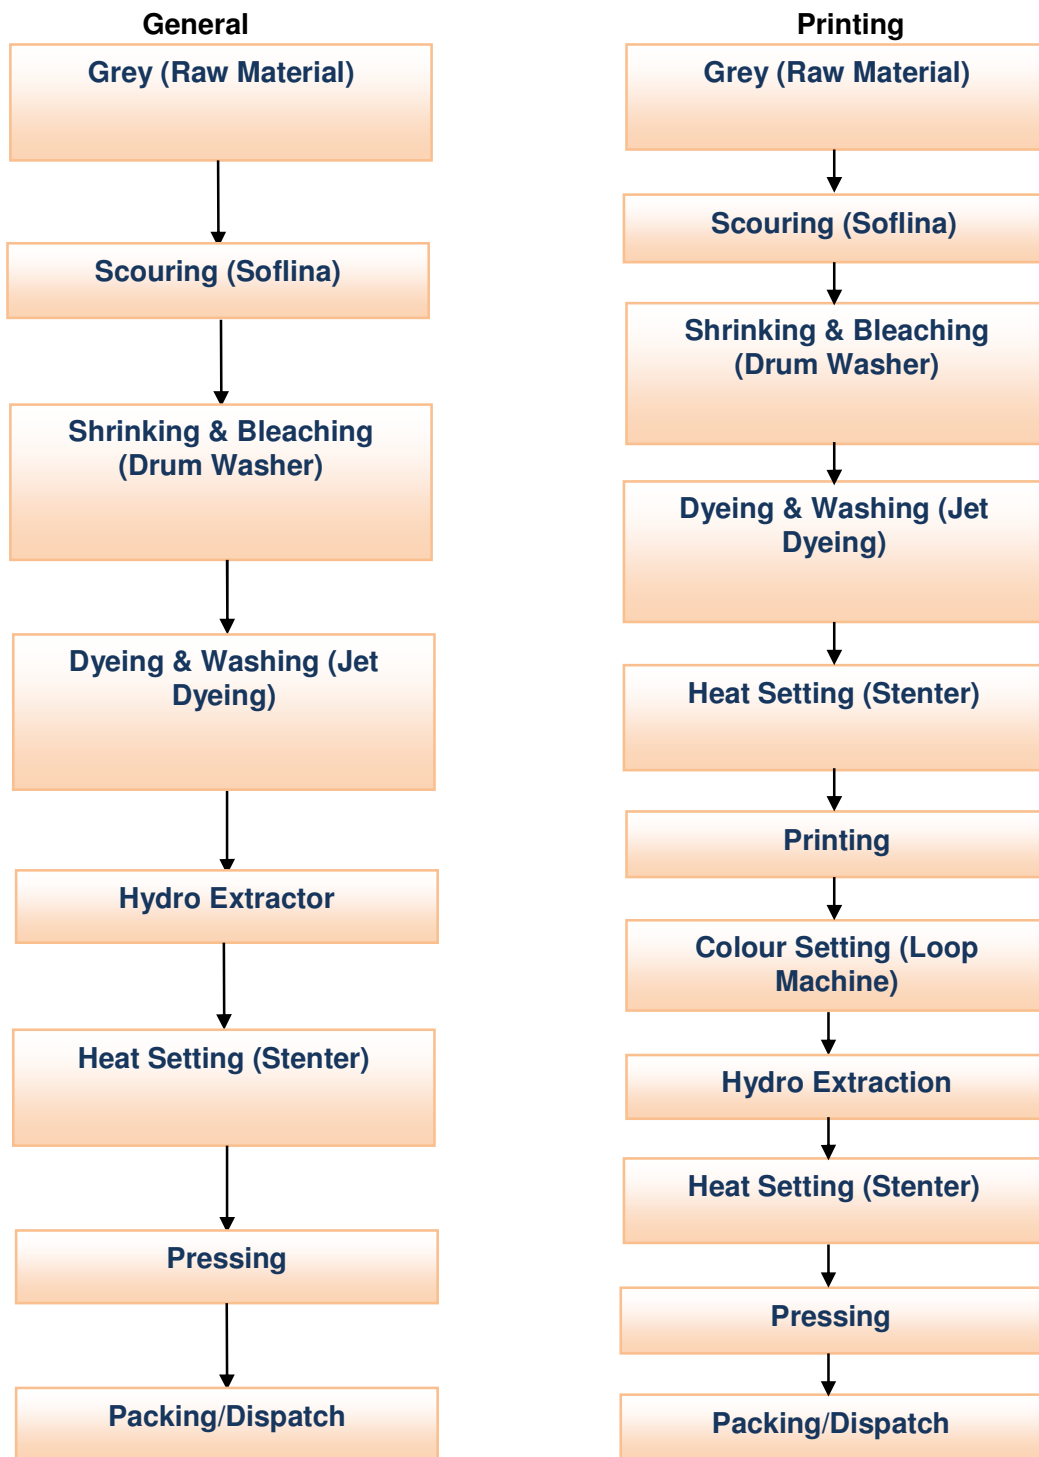 General
Grey (Raw Material)
Scouring (Soflina)
Shrinking & Bleaching
(Drum Washer)
Dyeing & Washing (Jet
Dyeing)
Hydro Extractor
Heat Setting (Stenter)
Pressing
Packing/Dispatch
Printing
Grey (Raw Material)
Scouring (Soflina)
Shrinking & Bleaching
(Drum Washer)
Dyeing & Washing (Jet
Dyeing)
Heat Setting (Stenter)
Printing
Colour Setting (Loop
Machine)
Hydro Extraction
Heat Setting (Stenter)
Pressing
Packing/Dispatch